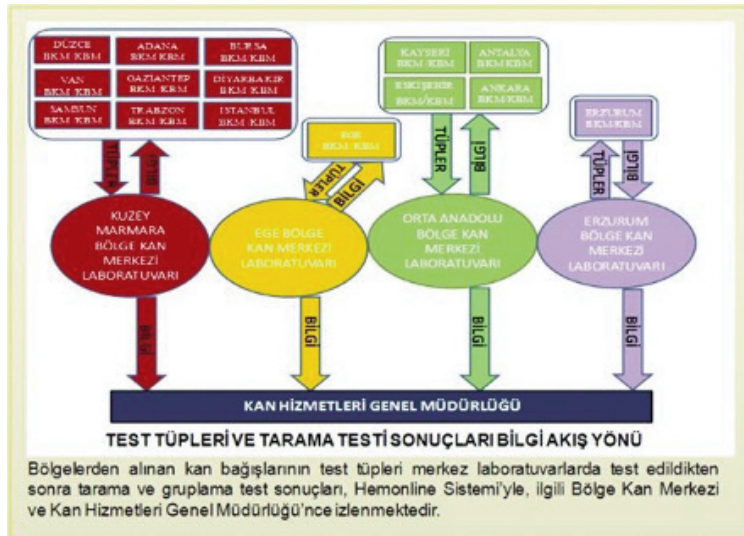 DÜZCE
BKM KBM
ADANA
BKM KBM
BURSA
BKM KBM
VAN
BKM KBM
GAZİANTEP
BKM KBM
DİYARBAKIR
BKM KBM
SAMSUN
BKM KBM
TRABZON
BKM KBM
İSTANBUL
BKM KBM
EGE
BKM KBM
KAYSERİ
BKM KBM
ANTALYA
BKM KBM
ESKİŞEHİR
BKM/KBM
ANKARA
BKM/KBM
ERZURUM
BKM KBM
TÜPLER
BİLGİ
TÜPLER
BİLGİ
TÜPLER
BİLGİ
TÜPLER
BİLGİ
KUZEY
MARMARA
BÖLGE KAN
MERKEZİ
LABORATUVARI
EGE BÖLGE
KAN MERKEZİ
LABORATUVARI
ORTA ANADOLU
BÖLGE KAN
MERKEZİ
LABORATUVARI
ERZURUM
BÖLGE KAN
MERKEZİ
LABORATUVARI
BİLGİ
BİLGİ
BİLGİ
BİLGİ
KAN HİZMETLERİ GENEL MÜDÜRLÜĞÜ
TEST TÜPLERİ VE TARAMA TESTİ SONUÇLARI BİLGİ AKIŞ YÖNÜ
Bölgelerden alınan kan bağışlarının test tüpleri merkez laboratuvarlarda test edildikten
sonra tarama ve gruplama test sonuçları, Hemonline Sistemi'yle, ilgili Bölge Kan Merkezi
ve Kan Hizmetleri Genel Müdürlüğü'nce izlenmektedir.